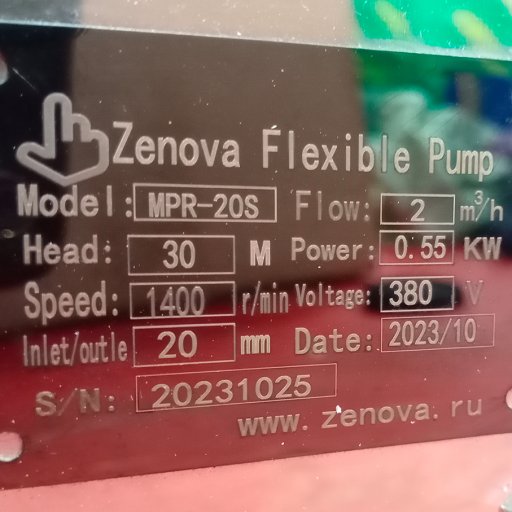 Zenova Flexible Pump
Model: MPR-20S Flow: 2 m³/h
Head: 30 M Power: 0.55 KW
Speed: 1400 r/min Voltage: 380 V
Inlet/outle 20 mm Date: 2023/10
S/N: 20231025
www.zenova.ru